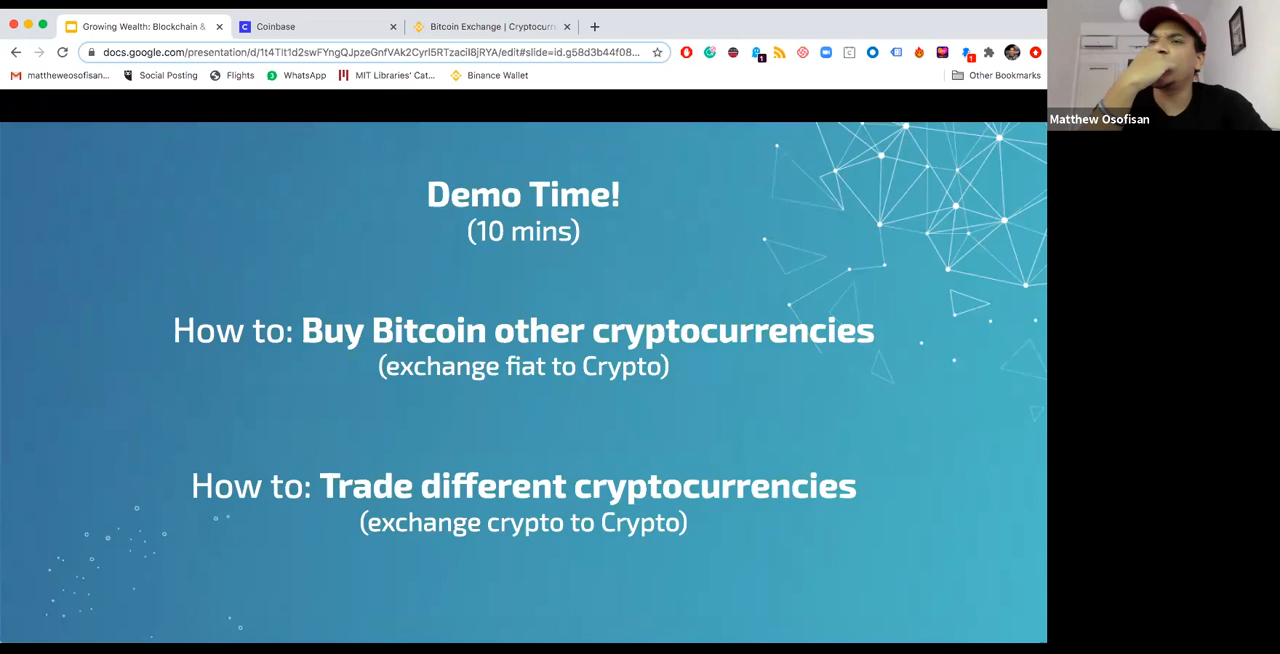 Growing Wealth: Blockchain &
Coinbase
Bitcoin Exchange | Cryptocurr
docs.google.com/presentation/d/1t4TIt1d2swFYngQJpzeGnfVAk2CyrI5RTzaciI8jRYA/edit#slide=id.g58d3b44f08...
mattheweosofisan...
Social Posting
Flights
WhatsApp
MIT Libraries' Cat...
Binance Wallet
Other Bookmarks
Matthew Osofisan
Demo Time!
(10 mins)
How to: Buy Bitcoin other cryptocurrencies
(exchange fiat to Crypto)
How to: Trade different cryptocurrencies
(exchange crypto to Crypto)